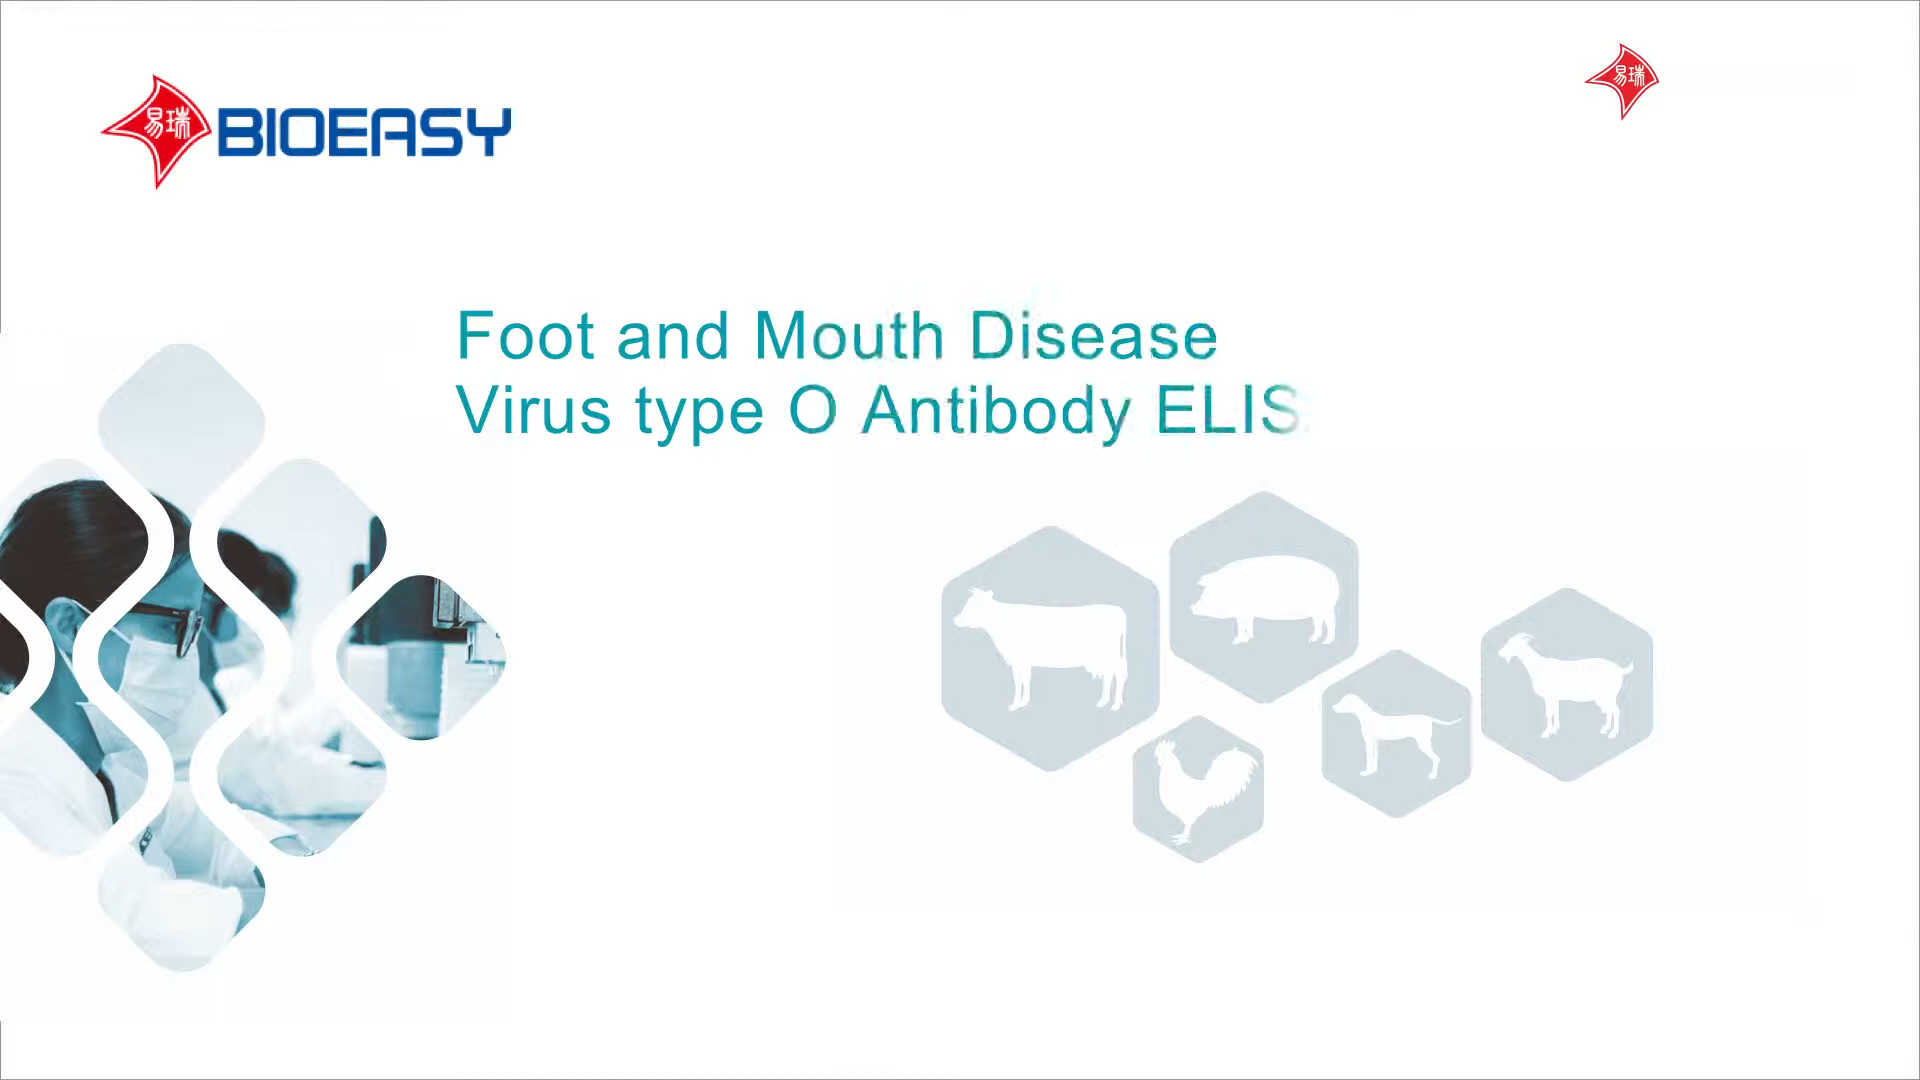 易瑞 BIOEASY
易瑞
Foot and Mouth Disease
Virus type O Antibody ELIS